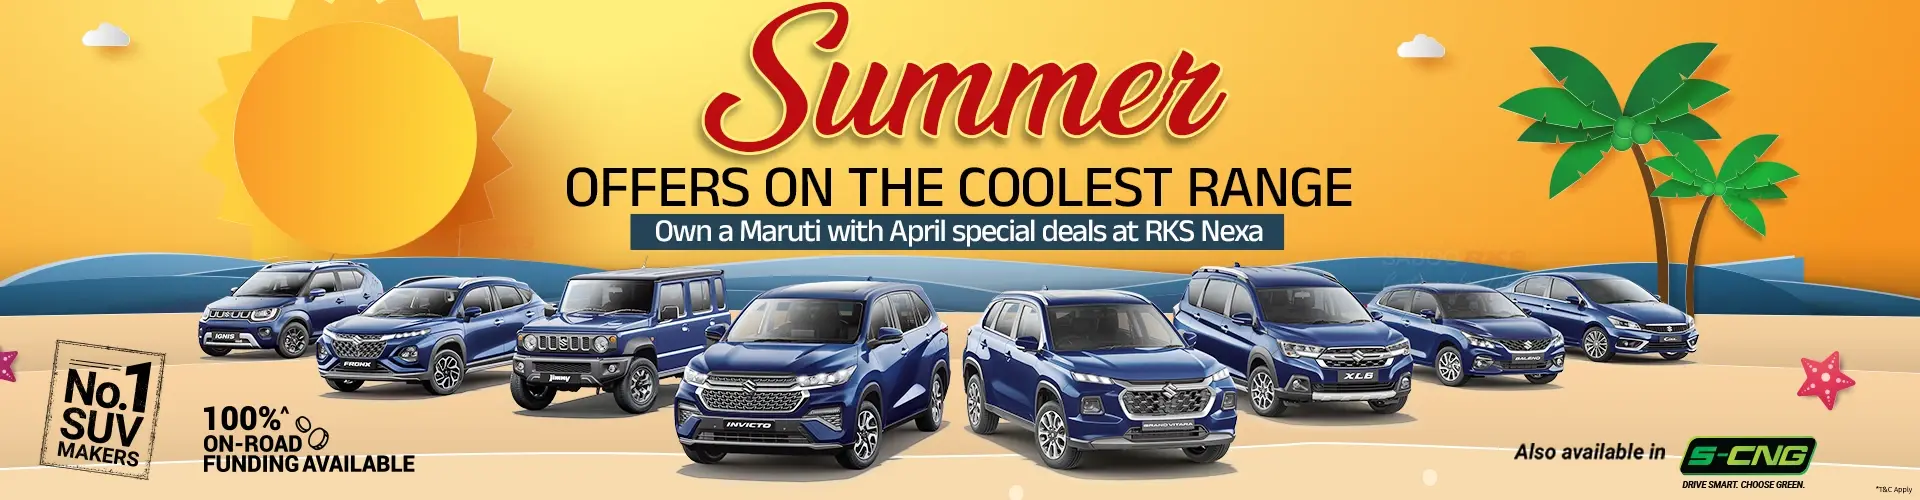 Summer
OFFERS ON THE COOLEST RANGE
Own a Maruti with April special deals at RKS Nexa
IGNIS
FRONX
Jimny
INVICTO
GRAND VITARA
XL6
BALENO
CIAZ
No.1
SUV
MAKERS
100%^
ON-ROAD
FUNDING AVAILABLE
Also available in S-CNG
DRIVE SMART. CHOOSE GREEN.
*T&C Apply